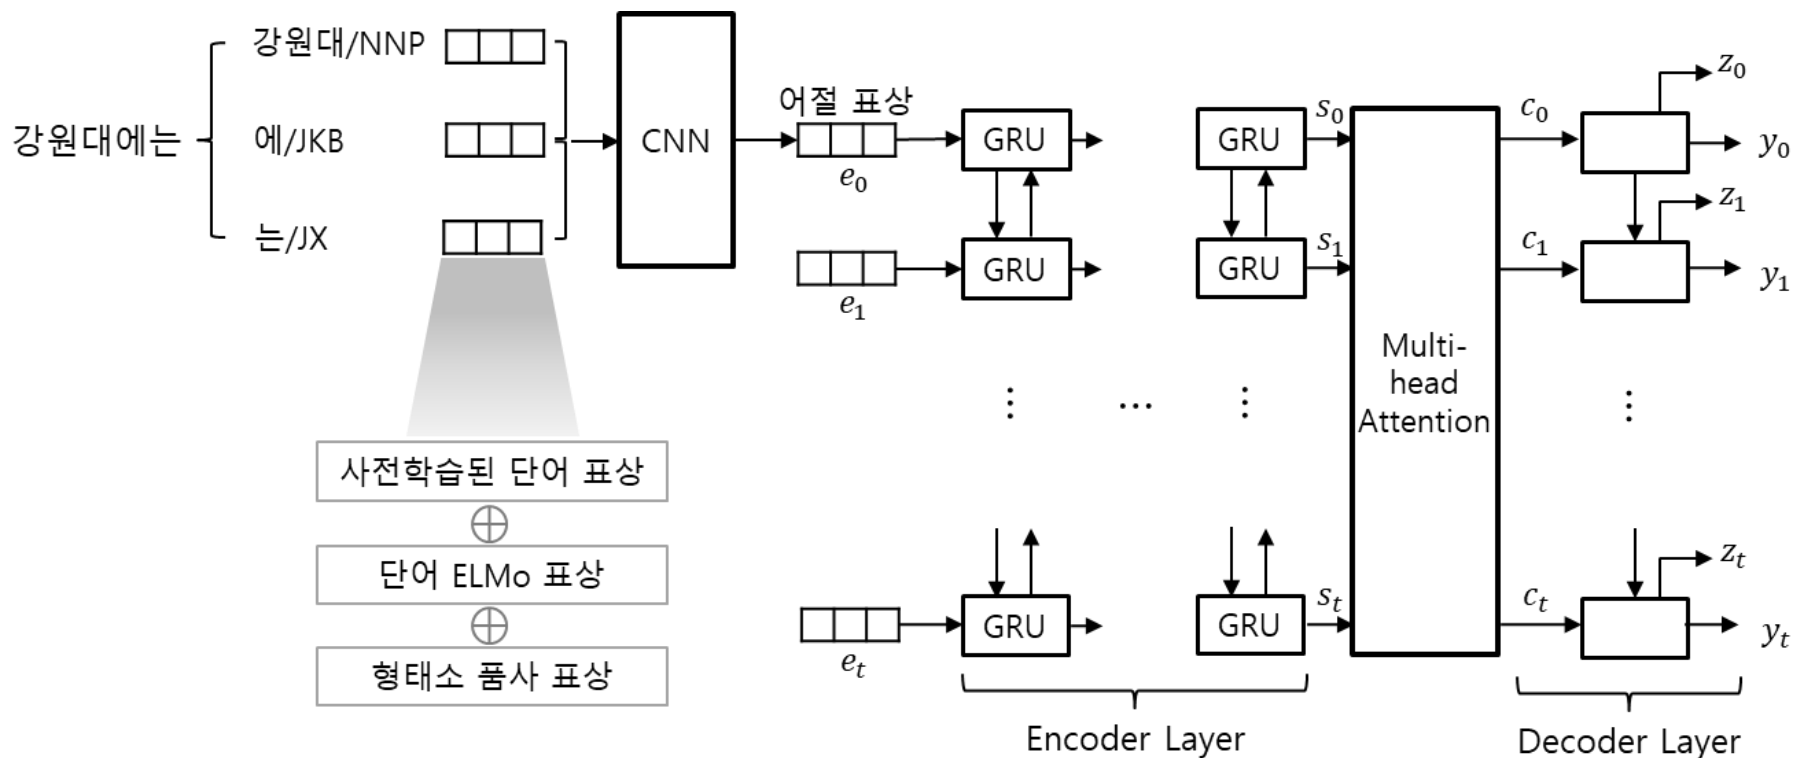 강원대에는
강원대/NNP
에/JKB
는/JX
사전학습된 단어 표상
⊕
단어 ELMo 표상
⊕
형태소 품사 표상
CNN
어절 표상
e₀
e₁
eₜ
GRU
GRU
GRU
GRU
⋮
…
⋮
GRU
GRU
Encoder Layer
s₀
s₁
sₜ
Multi-
head
Attention
c₀
c₁
cₜ
z₀
y₀
z₁
y₁
⋮
zₜ
yₜ
Decoder Layer